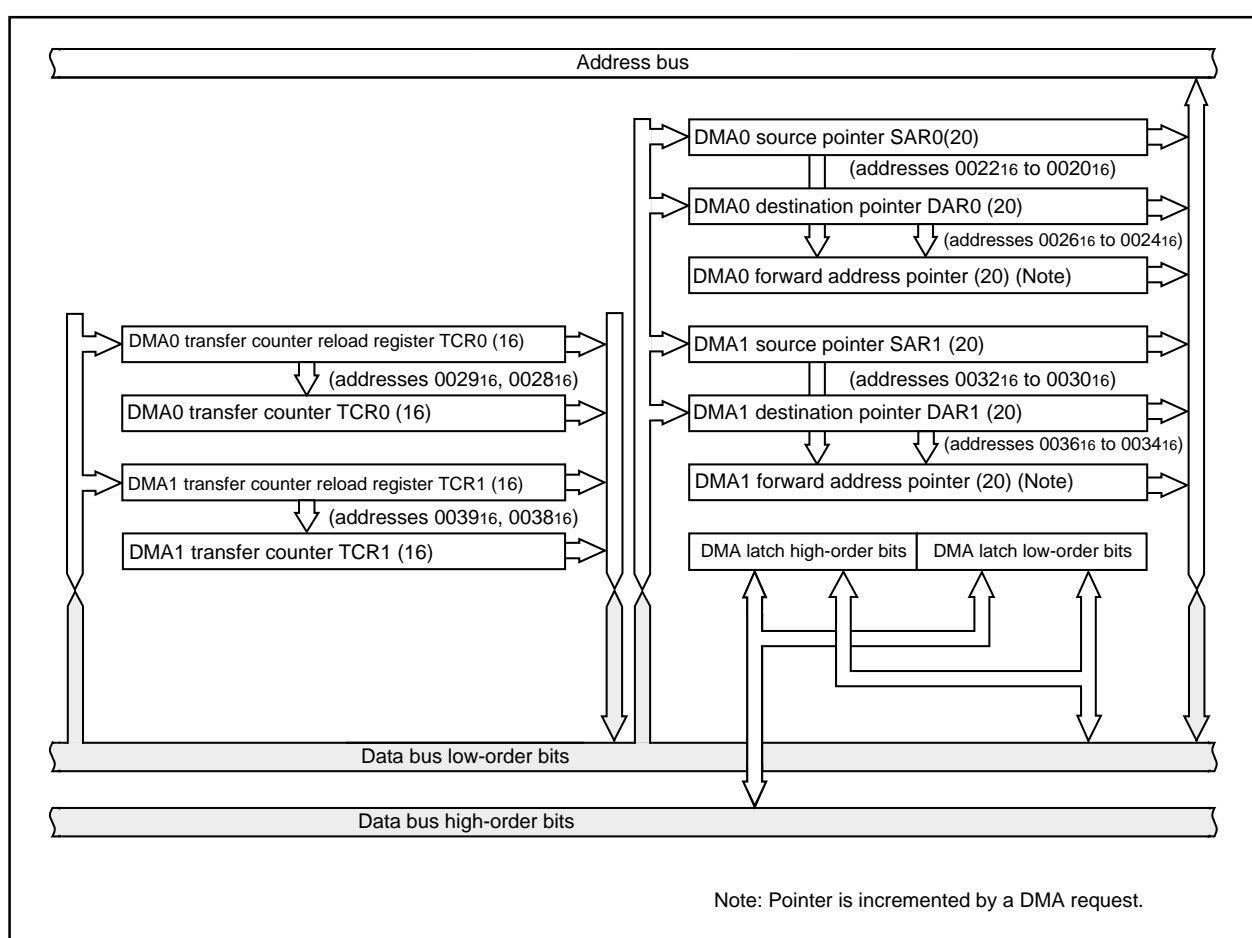 Address bus
DMA0 source pointer SAR0(20)
(addresses 002216 to 002016)
DMA0 destination pointer DAR0 (20)
(addresses 002616 to 002416)
DMA0 forward address pointer (20) (Note)
DMA0 transfer counter reload register TCR0 (16)
(addresses 002916, 002816)
DMA0 transfer counter TCR0 (16)
DMA1 transfer counter reload register TCR1 (16)
(addresses 003916, 003816)
DMA1 transfer counter TCR1 (16)
DMA1 source pointer SAR1 (20)
(addresses 003216 to 003016)
DMA1 destination pointer DAR1 (20)
(addresses 003616 to 003416)
DMA1 forward address pointer (20) (Note)
DMA latch high-order bits
DMA latch low-order bits
Data bus low-order bits
Data bus high-order bits
Note: Pointer is incremented by a DMA request.